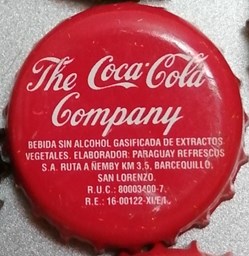 The Coca-Cola
Company
BEBIDA SIN ALCOHOL GASIFICADA DE EXTRACTOS
VEGETALES. ELABORADOR: PARAGUAY REFRESCOS
S.A. RUTA A ÑEMBY KM 3,5, BARCEQUILLO,
SAN LORENZO.
R.U.C.: 80003400-7.
R.E.: 16-00122-XI/E/1.